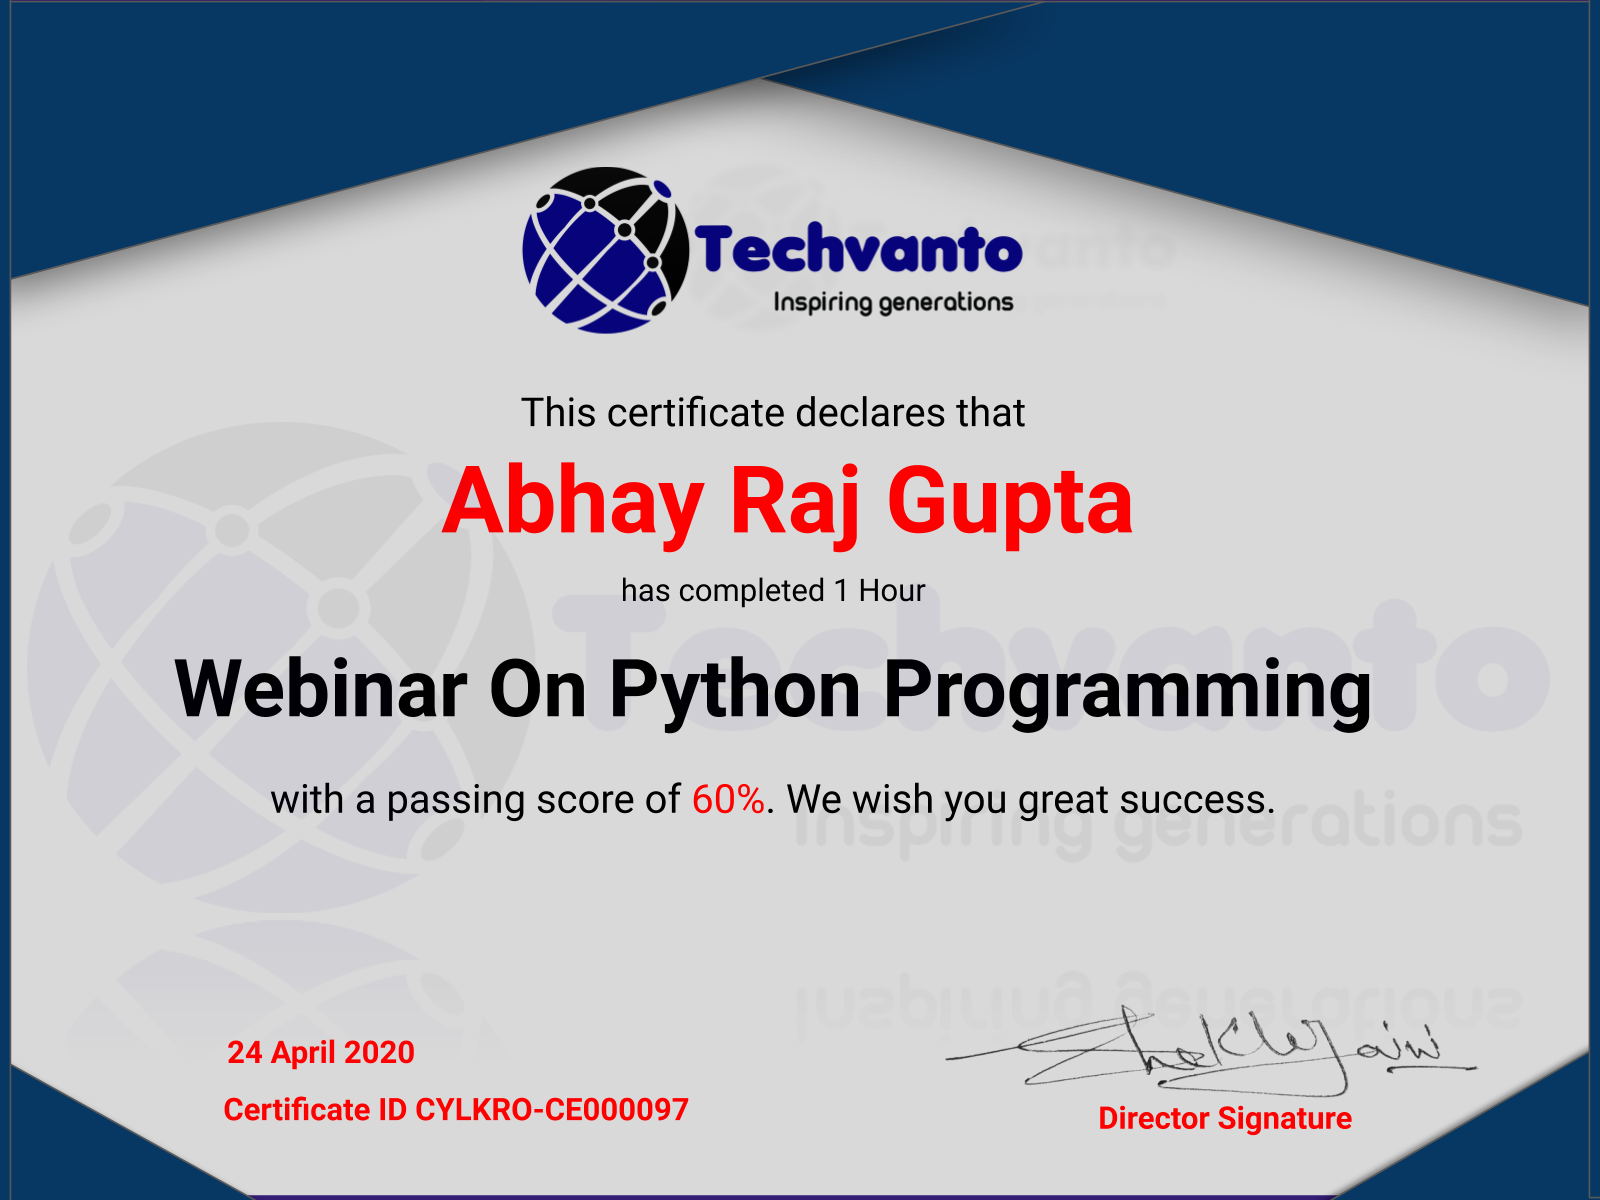 Techvanto
Inspiring generations
This certificate declares that
Abhay Raj Gupta
has completed 1 Hour
Webinar On Python Programming
with a passing score of 60%. We wish you great success.
24 April 2020
Certificate ID CYLKRO-CE000097
Director Signature